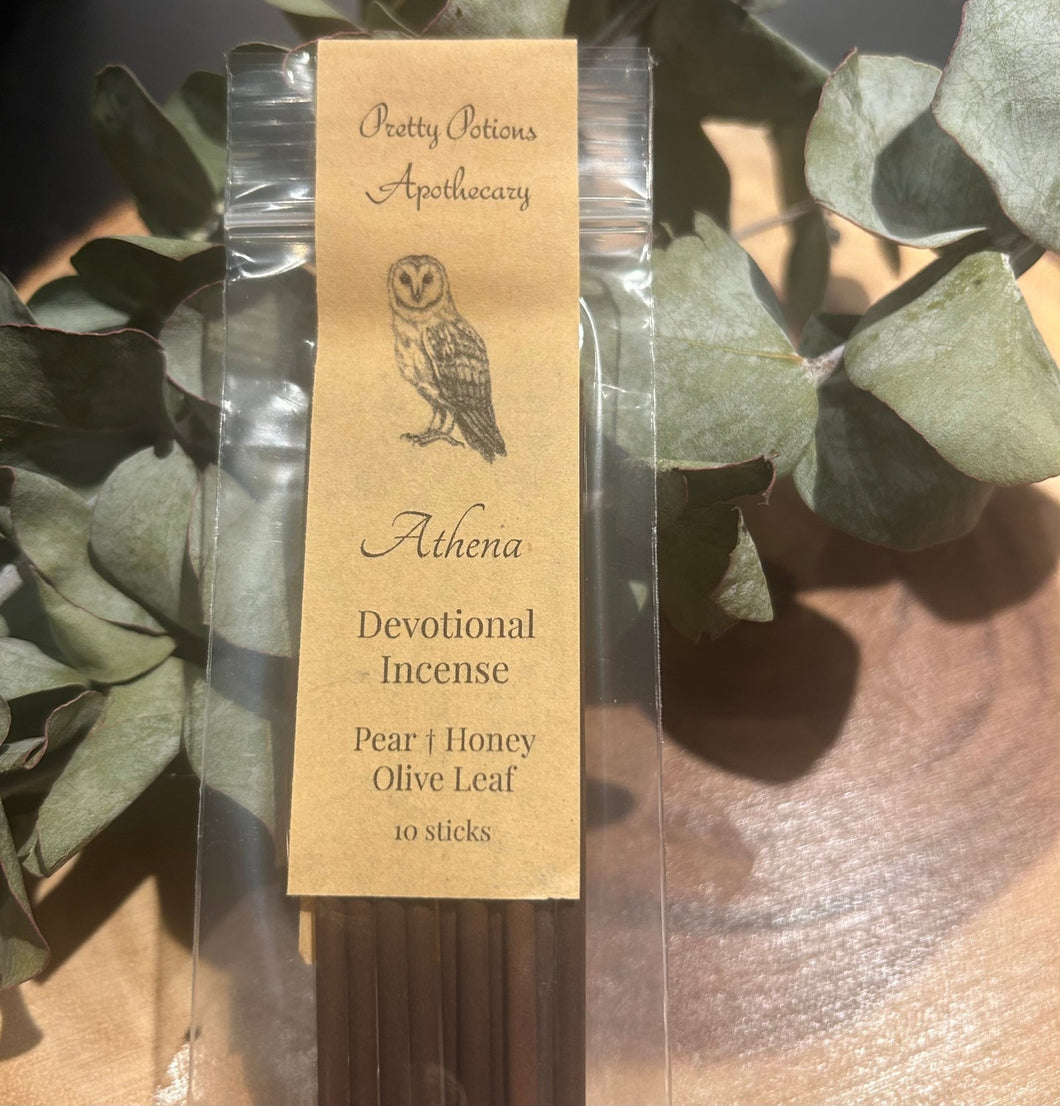 Pretty Potions
Apothecary
Athena
Devotional
Incense
Pear † Honey
Olive Leaf
10 sticks